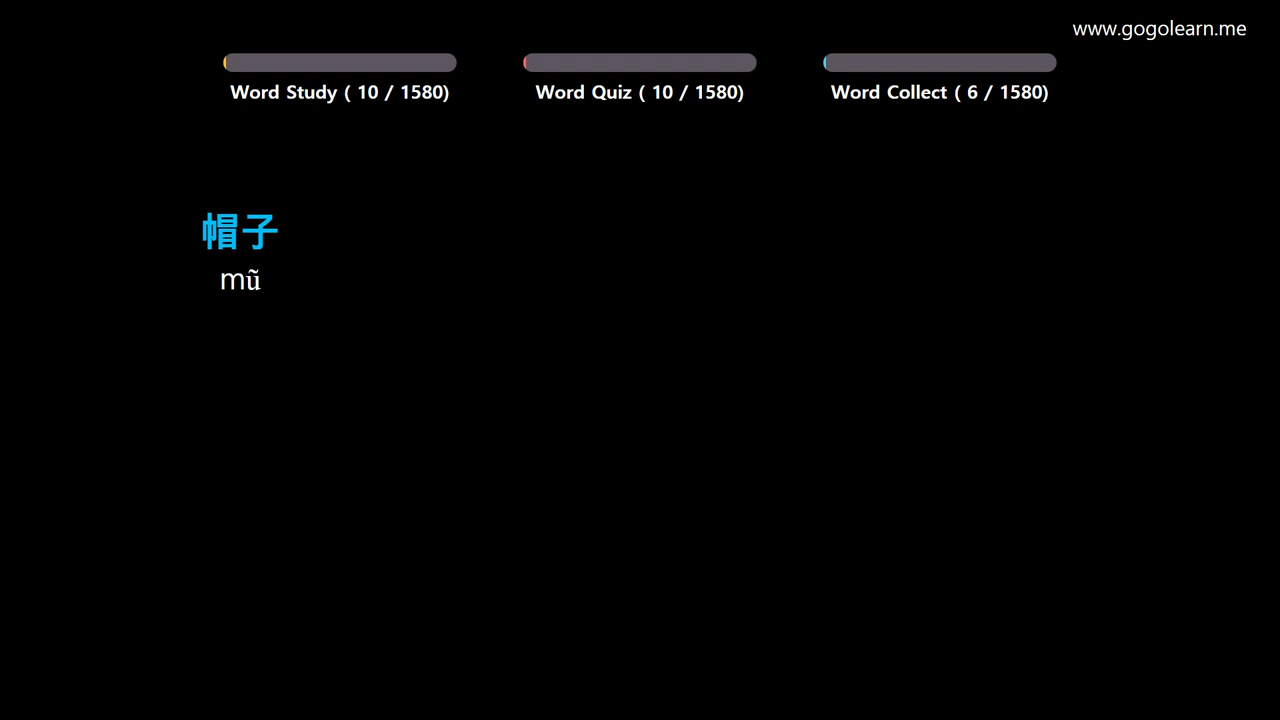 www.gogolearn.me
Word Study ( 10 / 1580)
Word Quiz ( 10 / 1580)
Word Collect ( 6 / 1580)
帽子
mũ